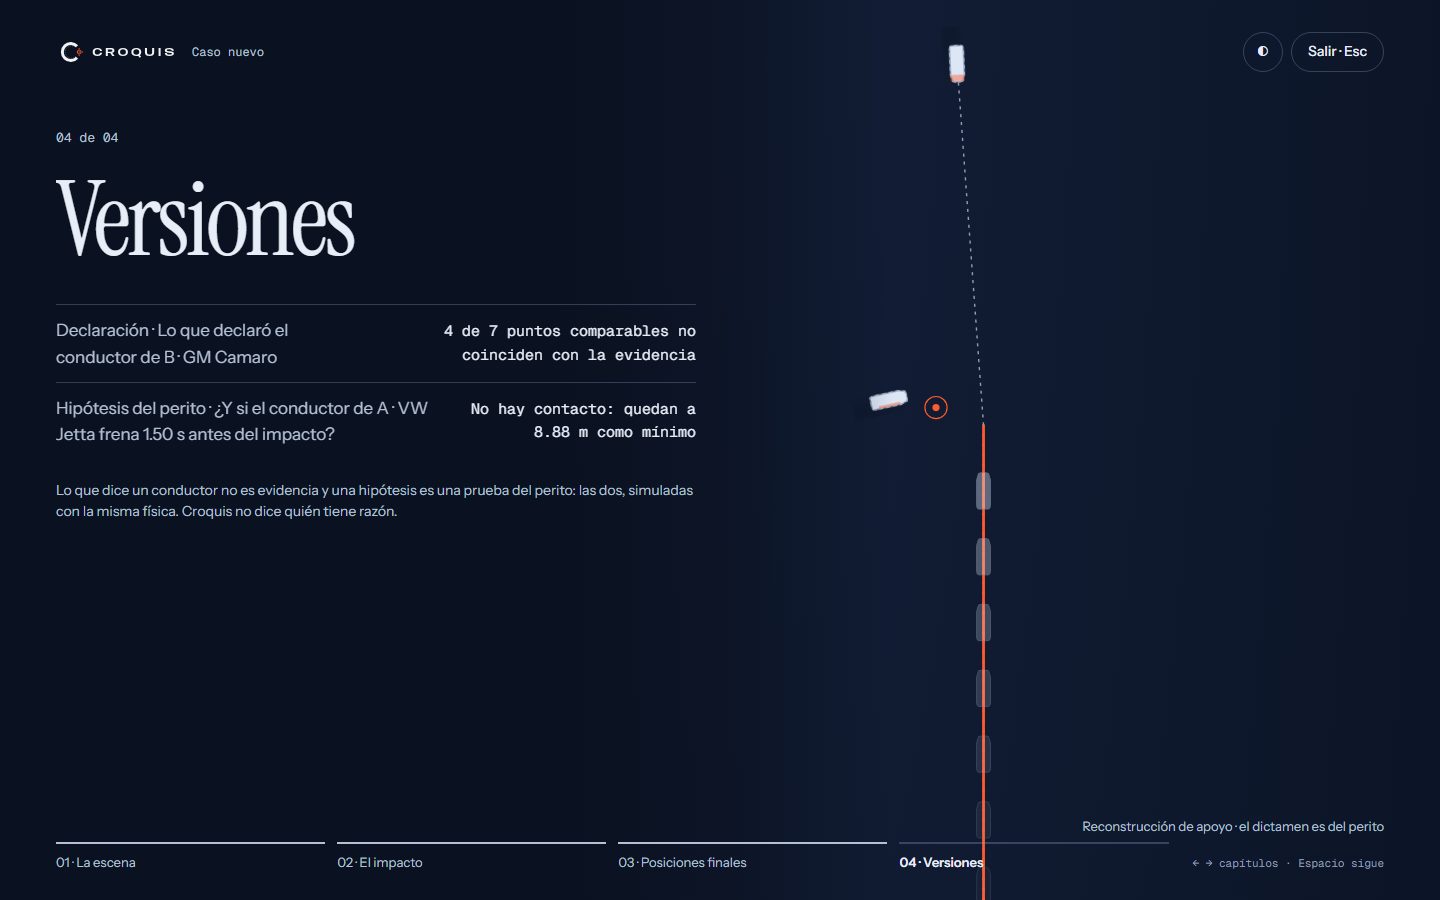 CROQUIS
Caso nuevo
Salir · Esc
04 de 04
Versiones
Declaración · Lo que declaró el
conductor de B · GM Camaro
4 de 7 puntos comparables no
coinciden con la evidencia
Hipótesis del perito · ¿Y si el conductor de A · VW
Jetta frena 1.50 s antes del impacto?
No hay contacto: quedan a
8.88 m como mínimo
Lo que dice un conductor no es evidencia y una hipótesis es una prueba del perito: las dos, simuladas
con la misma física. Croquis no dice quién tiene razón.
Reconstrucción de apoyo · el dictamen es del perito
01 · La escena
02 · El impacto
03 · Posiciones finales
04 · Versiones
← → capítulos · Espacio sigue